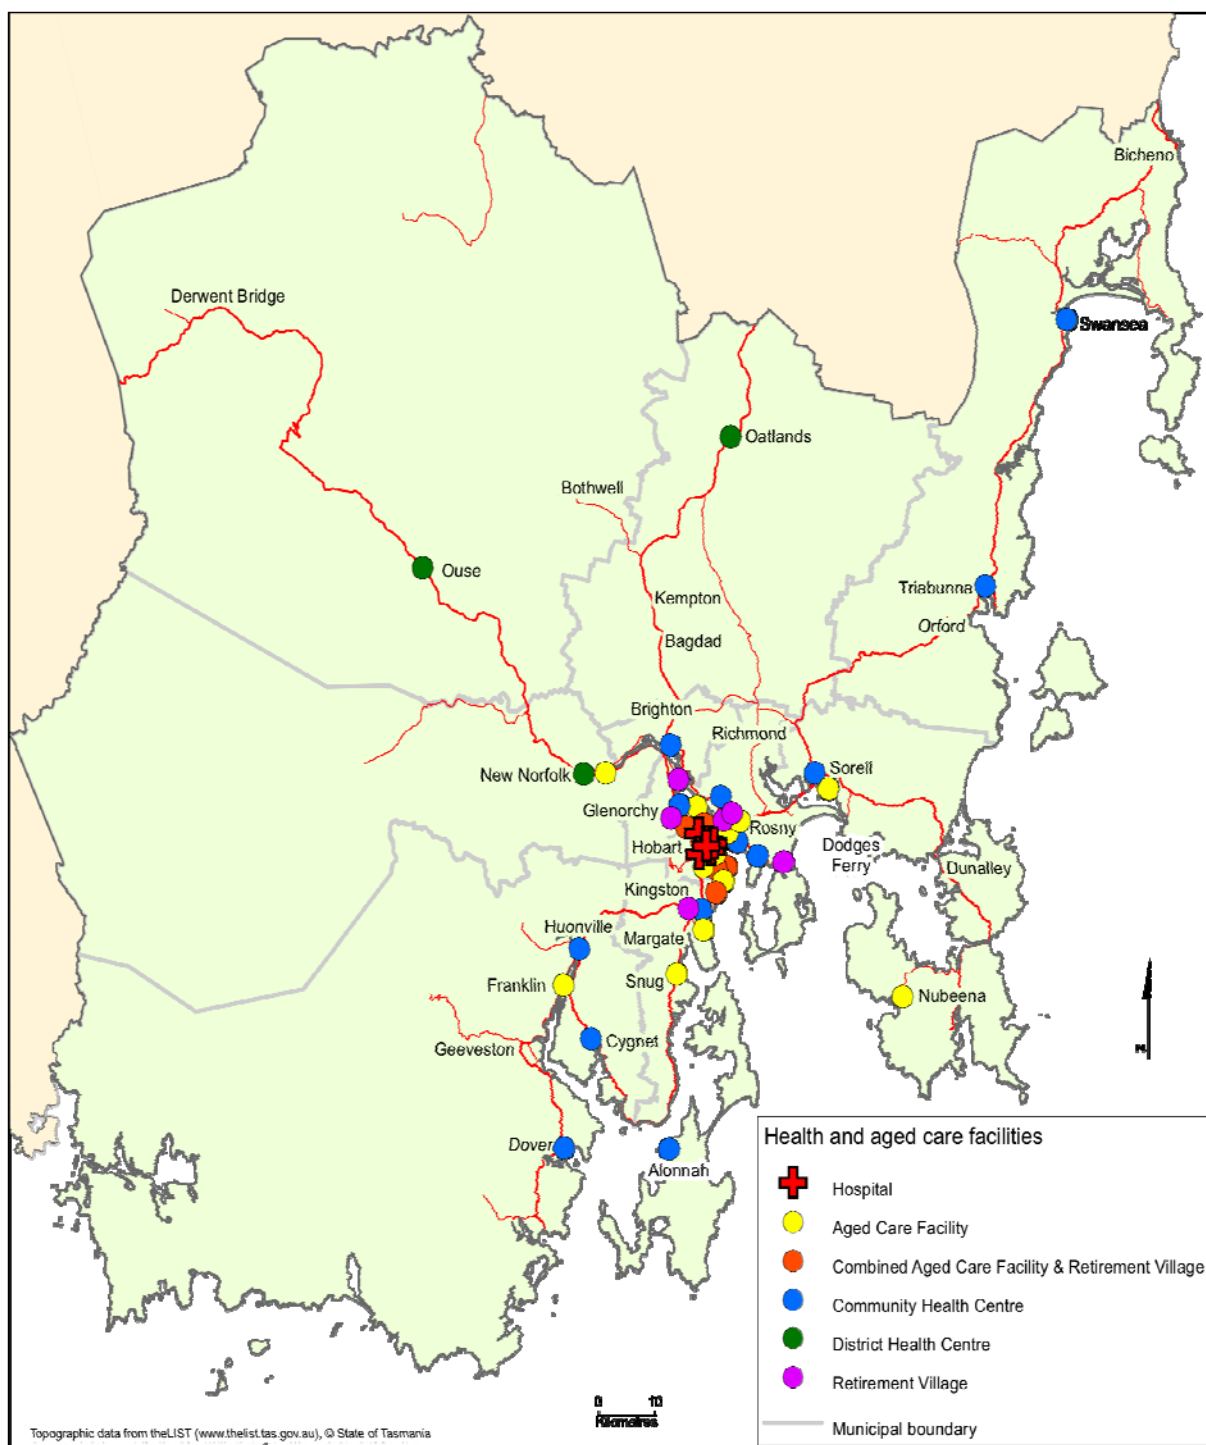 Bicheno
Derwent Bridge
Swansea
Oatlands
Bothwell
Ouse
Triabunna
Kempton
Orford
Bagdad
Brighton
Richmond
New Norfolk
Sorell
Glenorchy
Rosny
Hobart
Dodges
Ferry
Dunalley
Kingston
Huonville
Margate
Franklin
Snug
Nubeena
Cygnet
Geeveston
Dover
Alonnah
Health and aged care facilities
Hospital
Aged Care Facility
Combined Aged Care Facility & Retirement Village
Community Health Centre
District Health Centre
Retirement Village
Municipal boundary
0 10
Kilometres
Topographic data from theLIST (www.thelist.tas.gov.au), © State of Tasmania